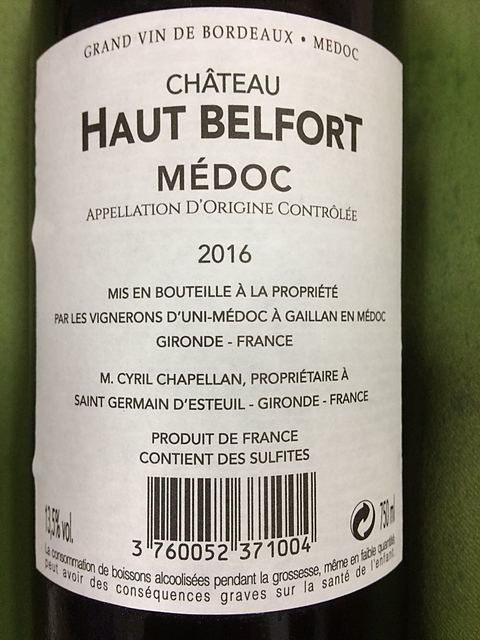 GRAND VIN DE BORDEAUX • MEDOC
CHÂTEAU
HAUT BELFORT
MÉDOC
APPELLATION D'ORIGINE CONTRÔLÉE
2016
MIS EN BOUTEILLE À LA PROPRIÉTÉ
PAR LES VIGNERONS D'UNI-MÉDOC À GAILLAN EN MÉDOC
GIRONDE - FRANCE
M. CYRIL CHAPELLAN, PROPRIÉTAIRE À
SAINT GERMAIN D'ESTEUIL - GIRONDE - FRANCE
PRODUIT DE FRANCE
CONTIENT DES SULFITES
13,5% vol.
750 ml
3 760052 371004
La consommation de boissons alcoolisées pendant la grossesse, même en faible quantité,
peut avoir des conséquences graves sur la santé de l'enfant.